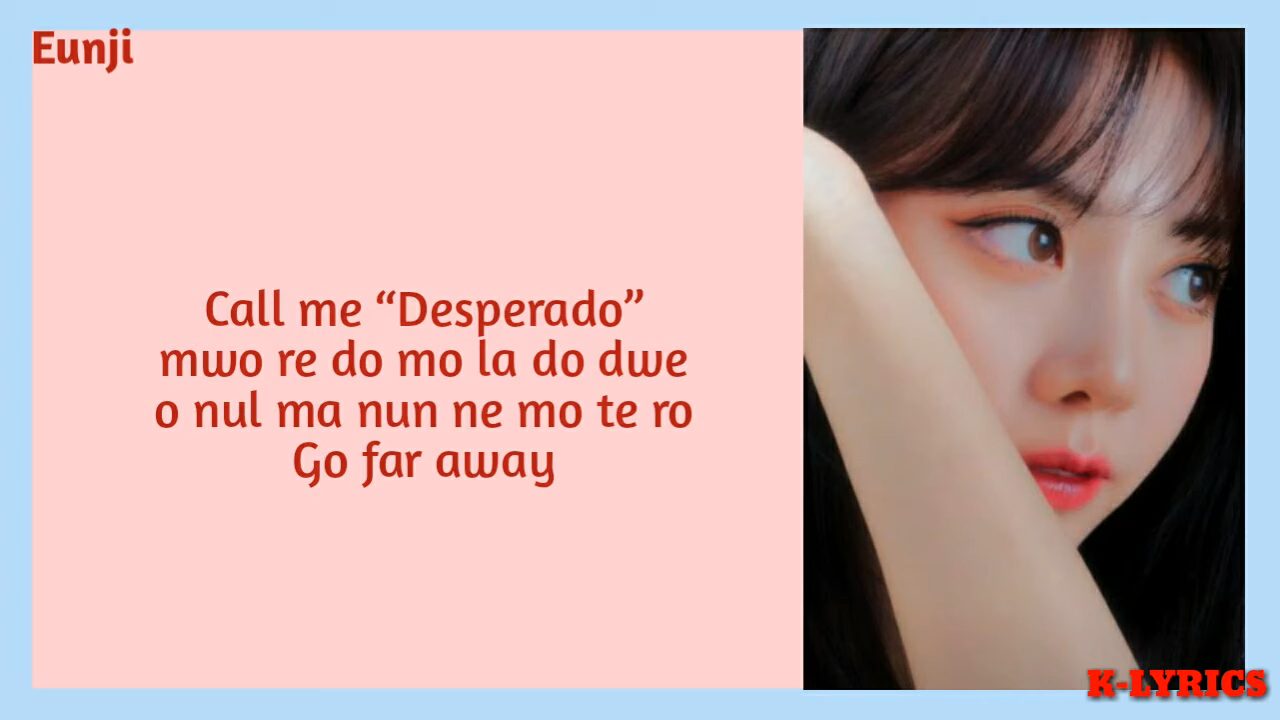 Eunji
Call me “Desperado”
mwo re do mo la do dwe
o nul ma nun ne mo te ro
Go far away
K-LYRICS